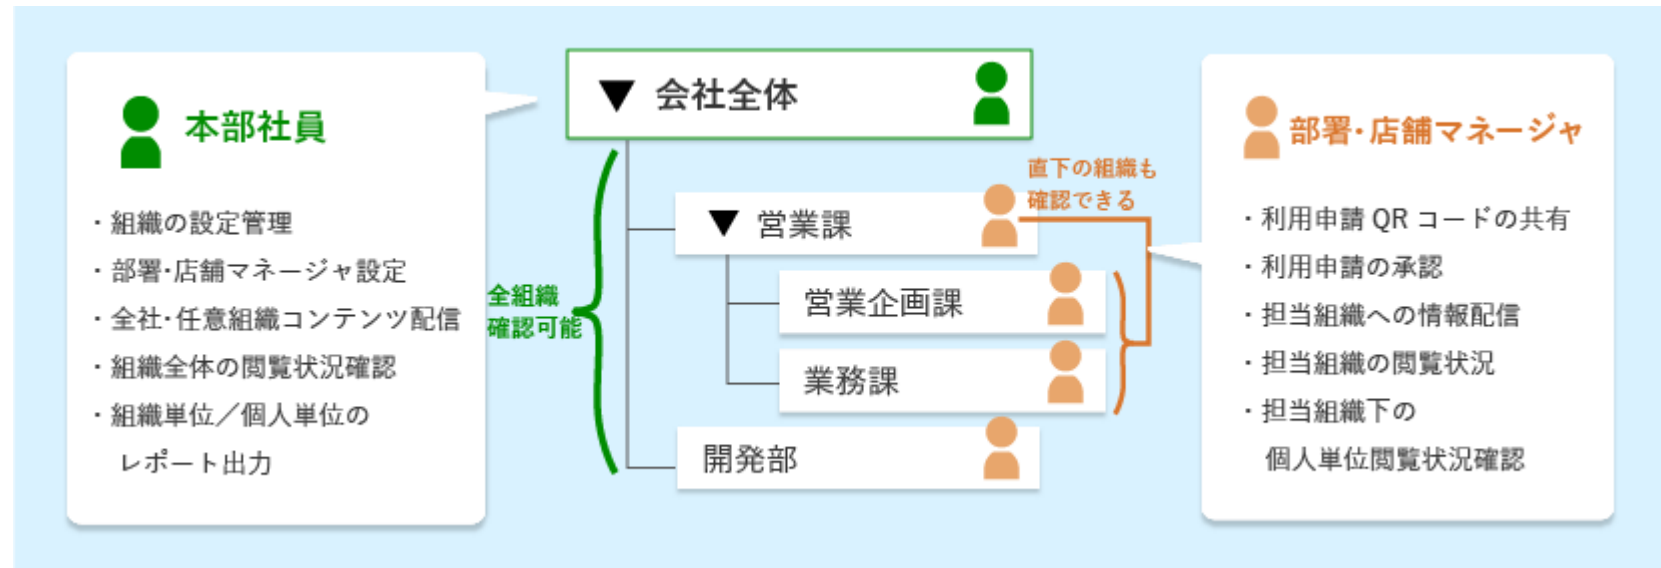 本部社員
・組織の設定管理
・部署・店舗マネージャ設定
・全社・任意組織コンテンツ配信
・組織全体の閲覧状況確認
・組織単位／個人単位の
レポート出力
▼ 会社全体
全組織
確認可能
▼ 営業課
営業企画課
業務課
開発部
直下の組織も
確認できる
部署・店舗マネージャ
・利用申請 QR コードの共有
・利用申請の承認
・担当組織への情報配信
・担当組織の閲覧状況
・担当組織下の
個人単位閲覧状況確認